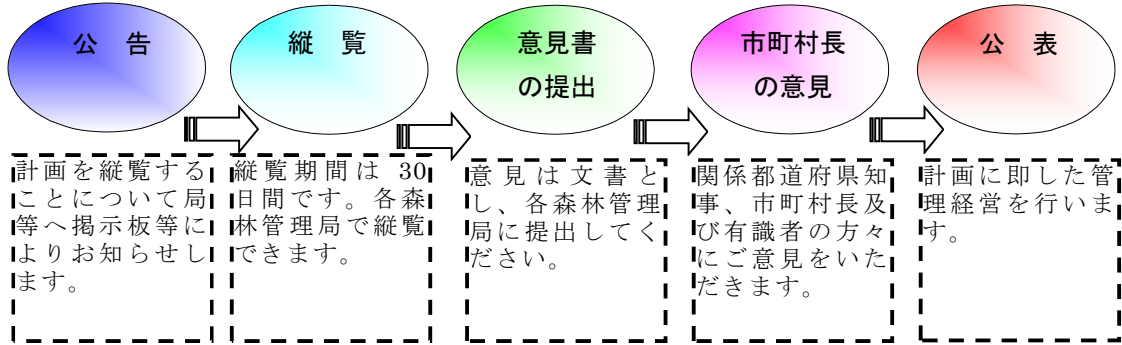 公　告
縦　覧
意見書
の提出
市町村長
の意見
公　表
計画を縦覧する
ことについて局
等へ掲示板等に
よりお知らせし
ます。
縦覧期間は 30
日間です。各森
林管理局で縦覧
できます。
意見は文書と
し、各森林管理
局に提出してく
ださい。
関係都道府県知
事、市町村長及
び有識者の方々
にご意見をいた
だきます。
計画に即した管
理経営を行いま
す。